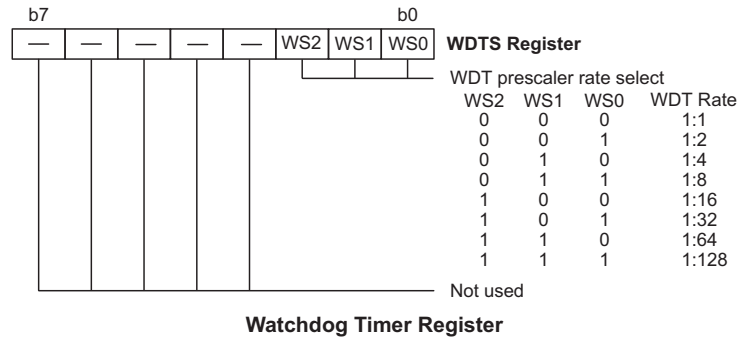 b7 b0
— — — — — WS2 WS1 WS0 WDTS Register
WDT prescaler rate select
WS2 WS1 WS0 WDT Rate
0 0 0 1:1
0 0 1 1:2
0 1 0 1:4
0 1 1 1:8
1 0 0 1:16
1 0 1 1:32
1 1 0 1:64
1 1 1 1:128
Not used
Watchdog Timer Register